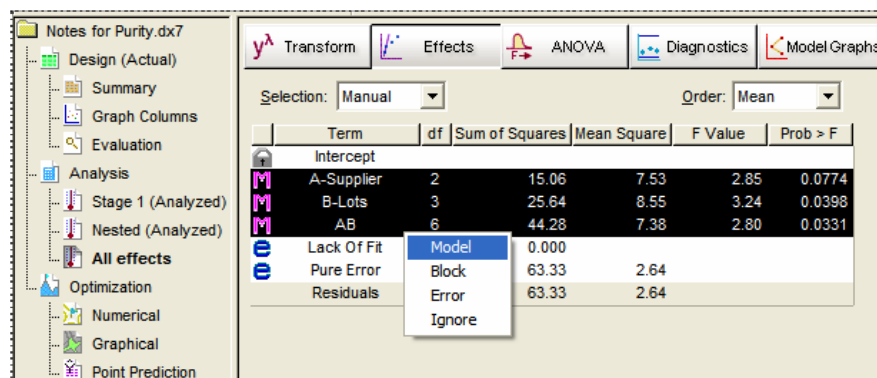 Notes for Purity.dx7
Design (Actual)
Summary
Graph Columns
Evaluation
Analysis
Stage 1 (Analyzed)
Nested (Analyzed)
All effects
Optimization
Numerical
Graphical
Point Prediction
yλ Transform Effects F ANOVA Diagnostics Model Graphs
Selection: Manual Order: Mean
Term df Sum of Squares Mean Square F Value Prob > F
Intercept
M A-Supplier 2 15.06 7.53 2.85 0.0774
M B-Lots 3 25.64 8.55 3.24 0.0398
M AB 6 44.28 7.38 2.80 0.0331
e Lack Of Fit 0.000
e Pure Error 63.33 2.64
Residuals 63.33 2.64
Model
Block
Error
Ignore